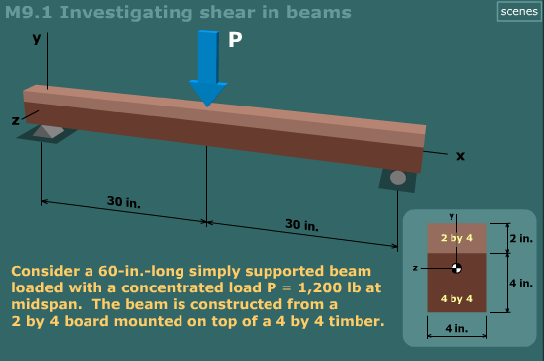 M9.1 Investigating shear in beams
scenes
y
P
z
x
30 in.
30 in.
y
2 by 4
2 in.
z
4 by 4
4 in.
4 in.
Consider a 60-in.-long simply supported beam
loaded with a concentrated load P = 1,200 lb at
midspan. The beam is constructed from a
2 by 4 board mounted on top of a 4 by 4 timber.